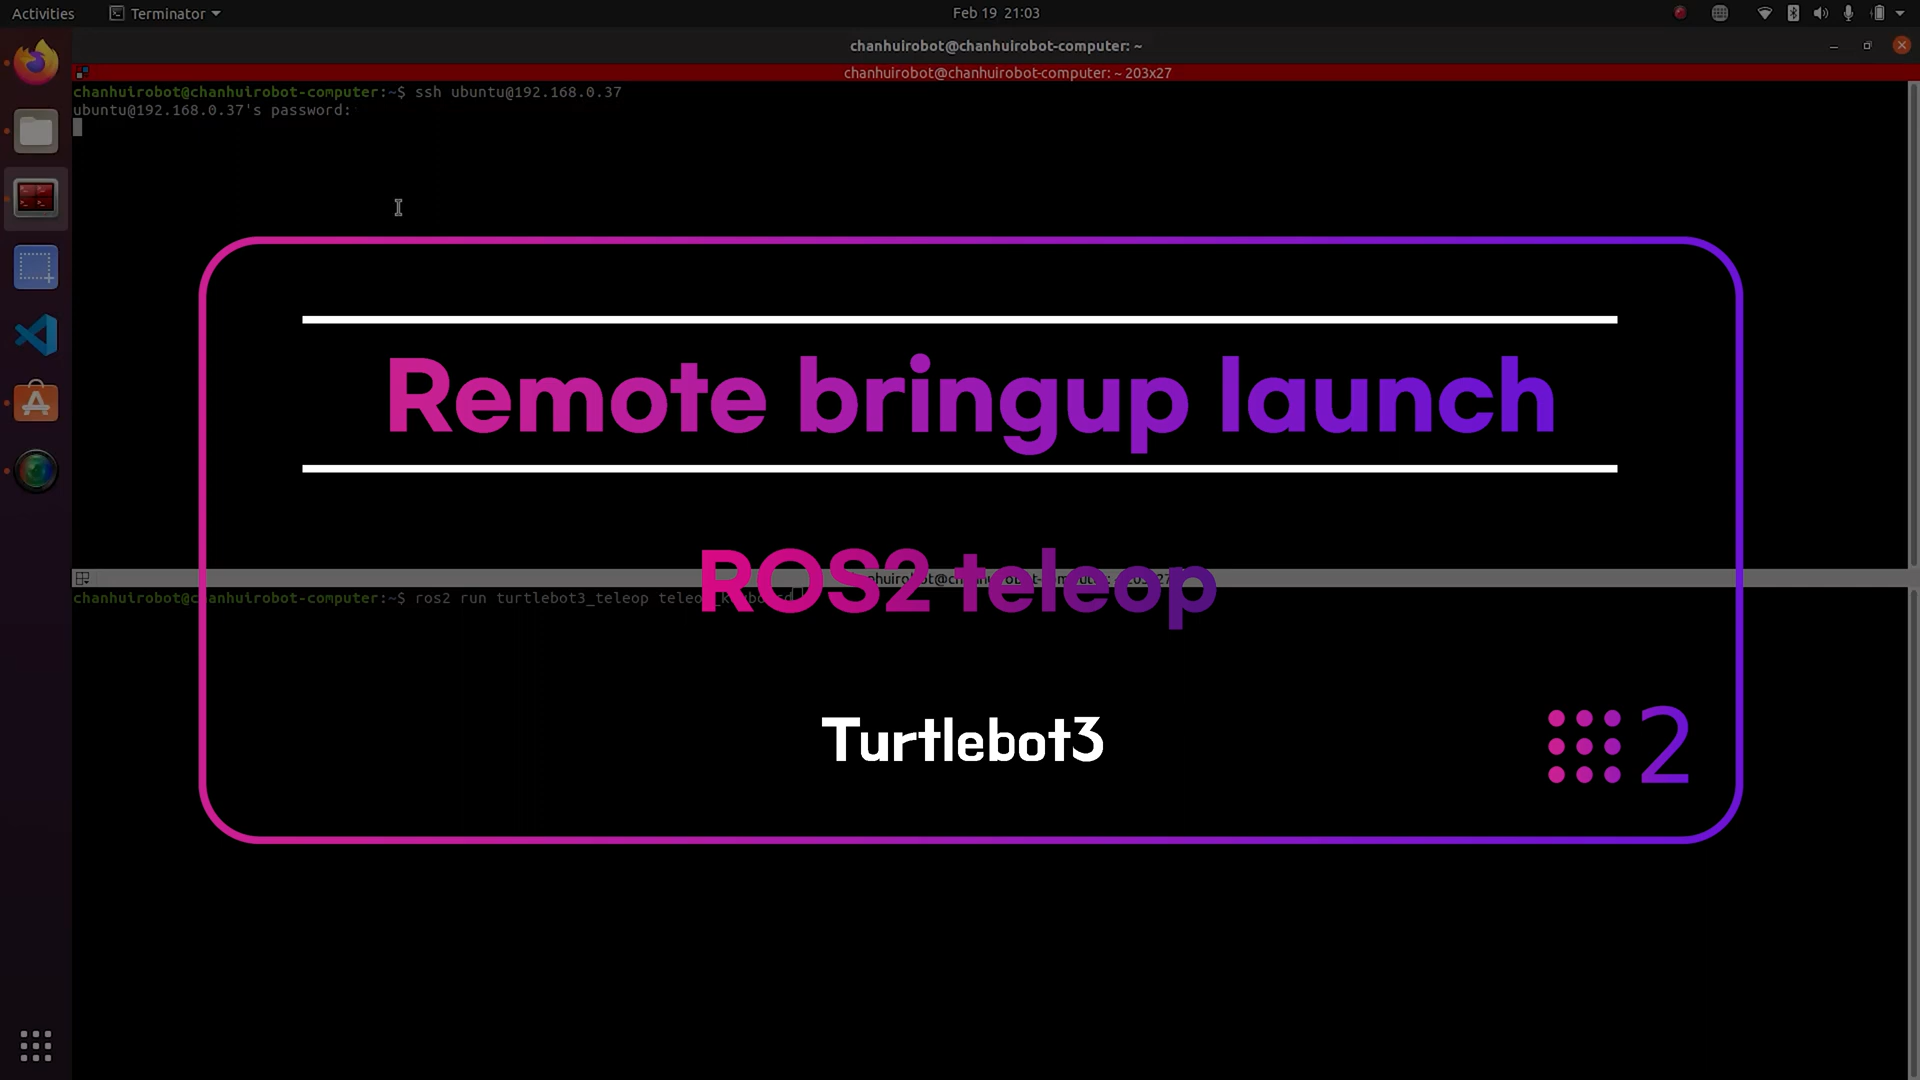 Activities Terminator Feb 19 21:03
chanhuirobot@chanhuirobot-computer: ~
chanhuirobot@chanhuirobot-computer: ~ 203x27
chanhuirobot@chanhuirobot-computer:~$ ssh ubuntu@192.168.0.37
ubuntu@192.168.0.37's password:
Remote bringup launch
ROS2 teleop
chanhuirobot@chanhuirobot-computer:~$ ros2 run turtlebot3_teleop
Turtlebot3
2